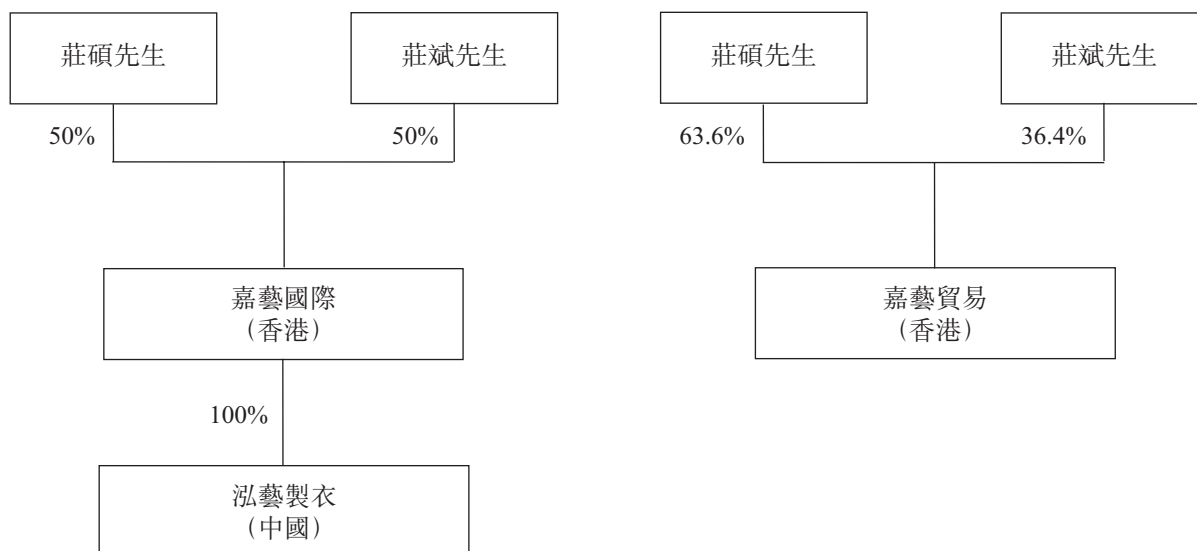 莊碩先生
莊斌先生
莊碩先生
莊斌先生
50%
50%
63.6%
36.4%
嘉藝國際
（香港）
嘉藝貿易
（香港）
100%
泓藝製衣
（中國）